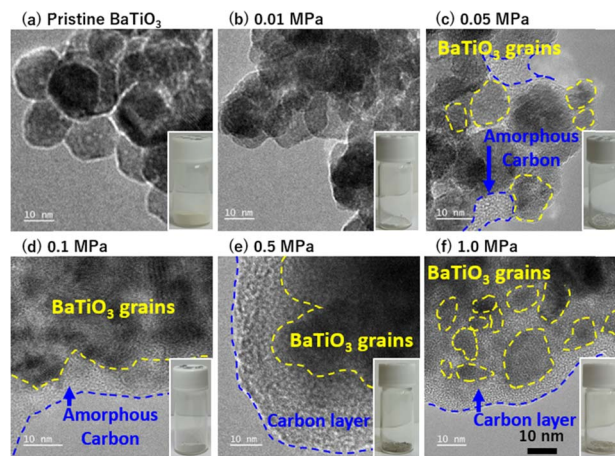 (a) Pristine BaTiO₃
(b) 0.01 MPa
(c) 0.05 MPa
BaTiO₃ grains
Amorphous
Carbon
10 nm
10 nm
10 nm
(d) 0.1 MPa
(e) 0.5 MPa
(f) 1.0 MPa
BaTiO₃ grains
BaTiO₃ grains
BaTiO₃ grains
Amorphous
Carbon
Carbon layer
Carbon layer
10 nm
10 nm
10 nm
10 nm